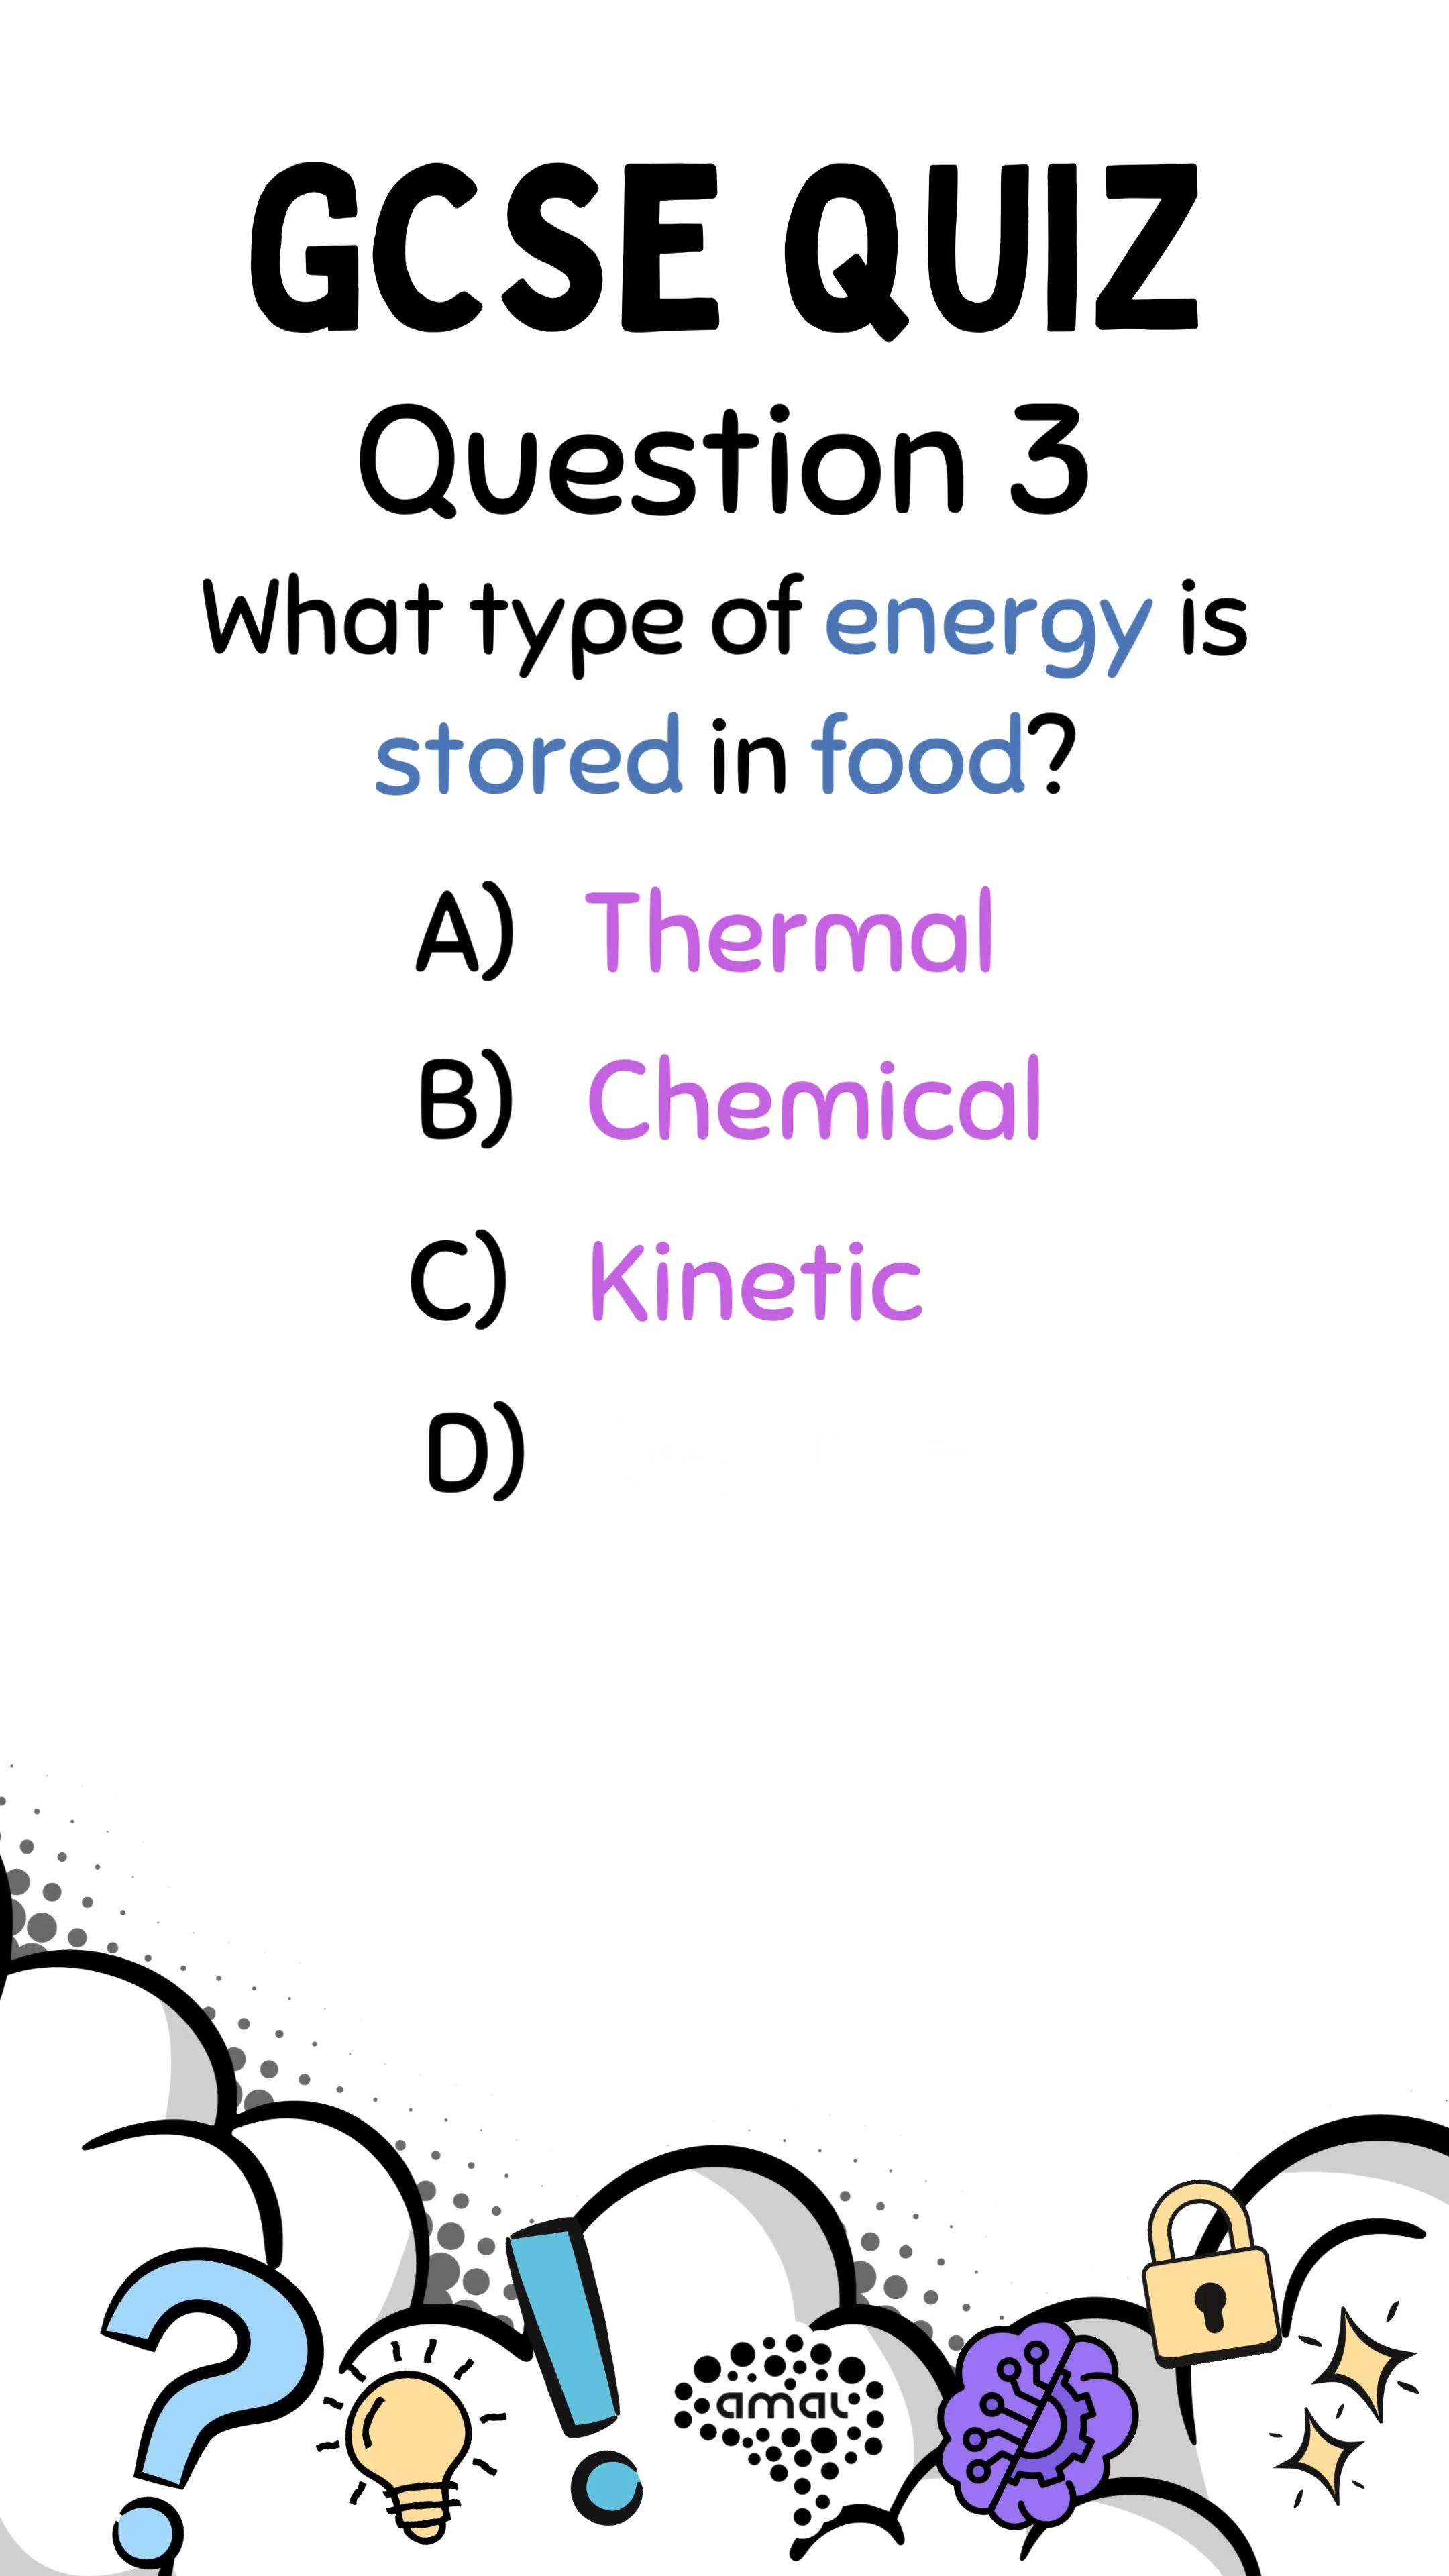 GCSE QUIZ
Question 3
What type of energy is
stored in food?
A) Thermal
B) Chemical
C) Kinetic
D)
amal